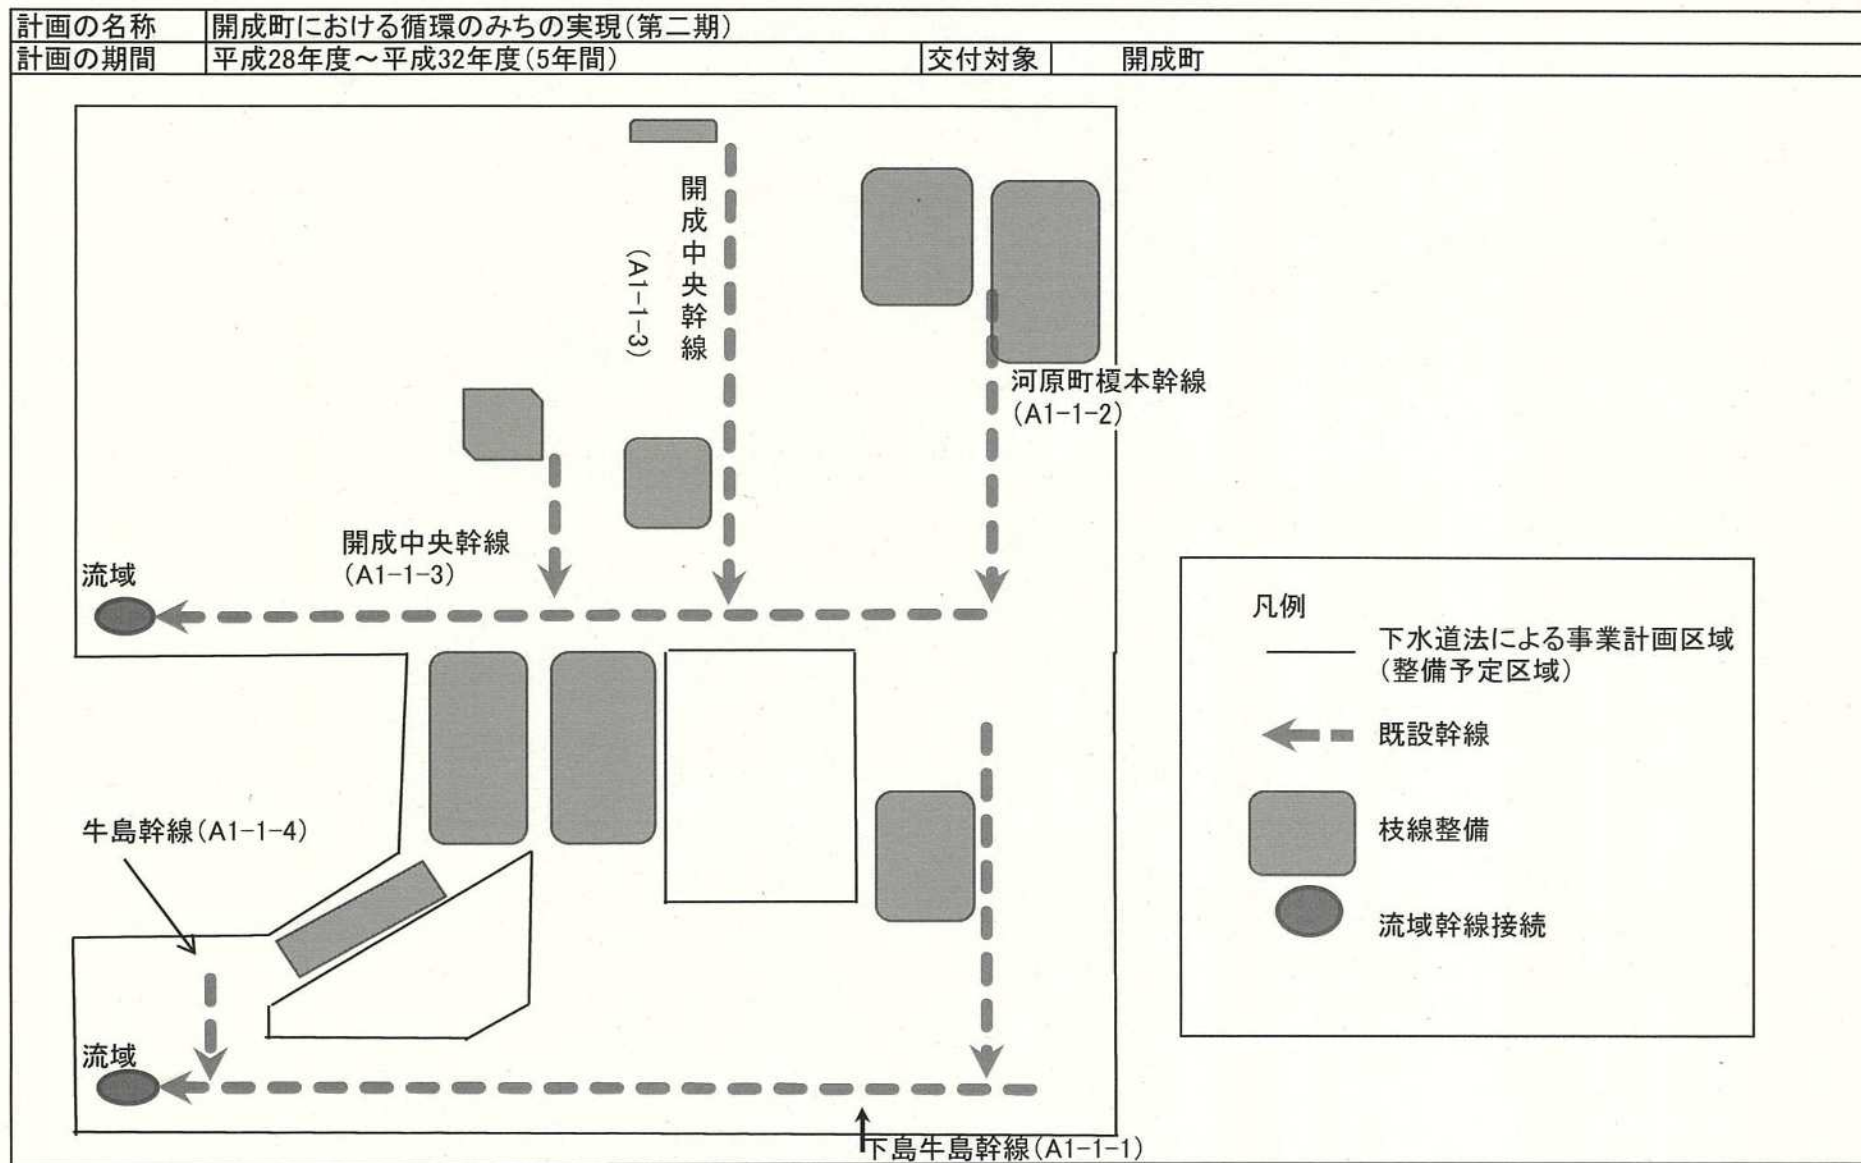 計画の名称 開成町における循環のみちの実現(第二期)
計画の期間 平成28年度～平成32年度(5年間) 交付対象 開成町
開成中央幹線
(A1-1-3)
河原町榎本幹線
(A1-1-2)
開成中央幹線
(A1-1-3)
流域
牛島幹線(A1-1-4)
流域
下島牛島幹線(A1-1-1)
凡例
下水道法による事業計画区域
(整備予定区域)
既設幹線
枝線整備
流域幹線接続